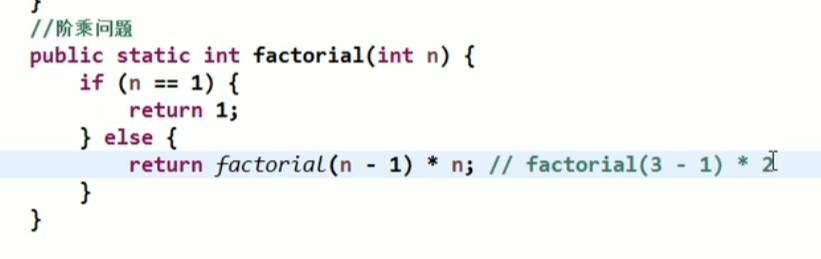 }
//阶乘问题
public static int factorial(int n) {
if (n == 1) {
return 1;
} else {
return factorial(n - 1) * n; // factorial(3 - 1) * 2
}
}